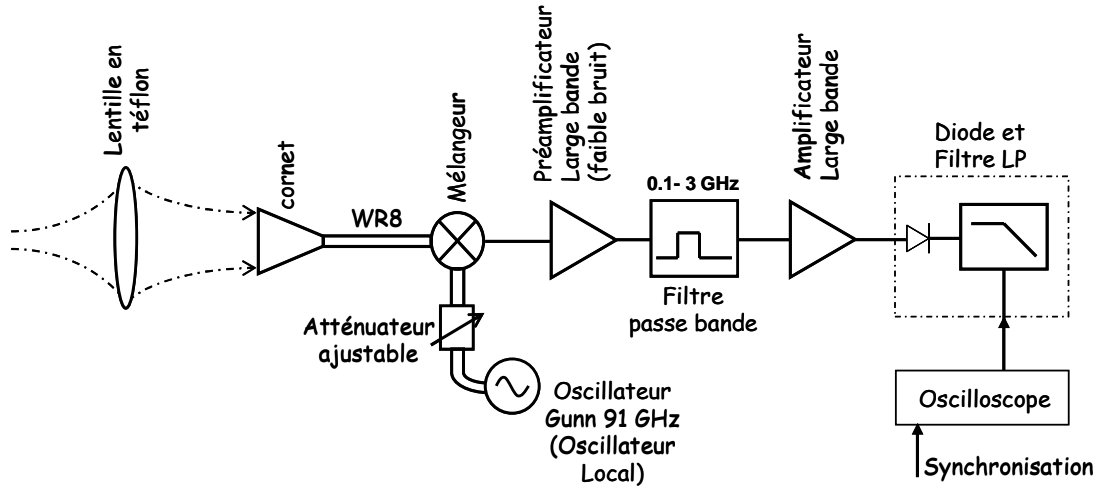 Lentille en
téflon
cornet
WR8
Mélangeur
Préamplificateur
Large bande
(faible bruit)
0.1- 3 GHz
Filtre
passe bande
Amplificateur
Large bande
Diode et
Filtre LP
Atténuateur
ajustable
Oscillateur
Gunn 91 GHz
(Oscillateur
Local)
Oscilloscope
Synchronisation